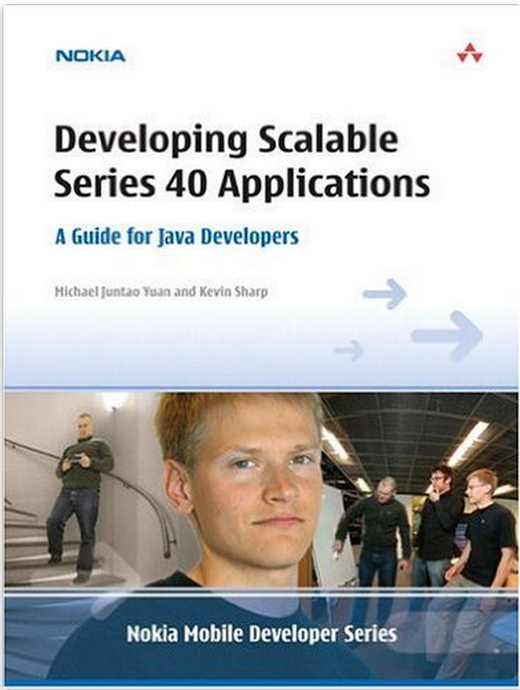 NOKIA
Developing Scalable
Series 40 Applications
A Guide for Java Developers
Michael Juntao Yuan and Kevin Sharp
Nokia Mobile Developer Series